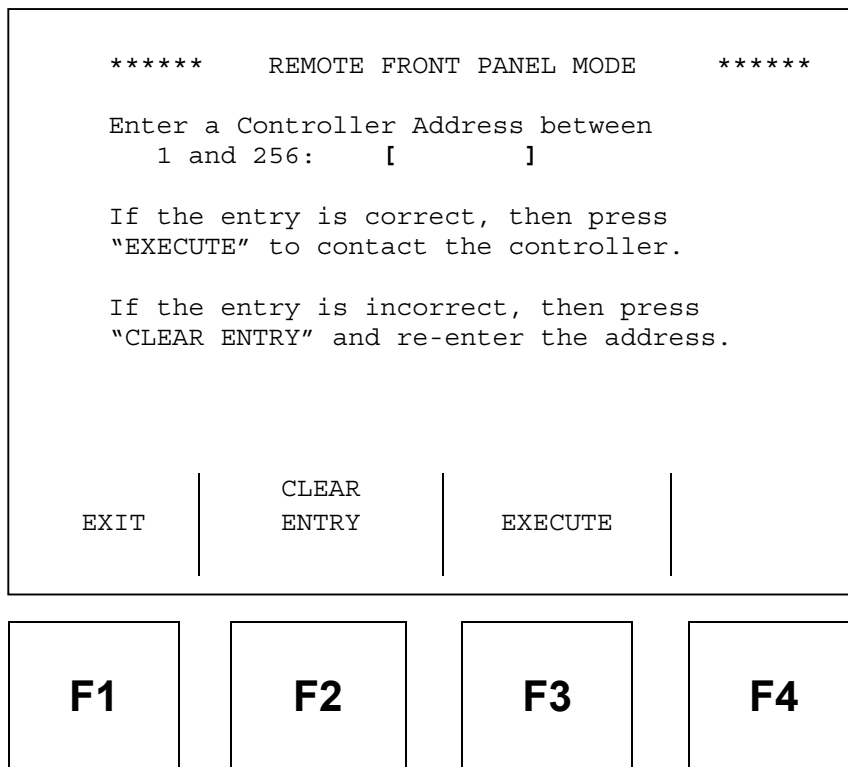 ****** REMOTE FRONT PANEL MODE ******
Enter a Controller Address between
1 and 256: [ ]
If the entry is correct, then press
“EXECUTE” to contact the controller.
If the entry is incorrect, then press
“CLEAR ENTRY” and re-enter the address.
CLEAR
EXIT ENTRY EXECUTE
F1 F2 F3 F4